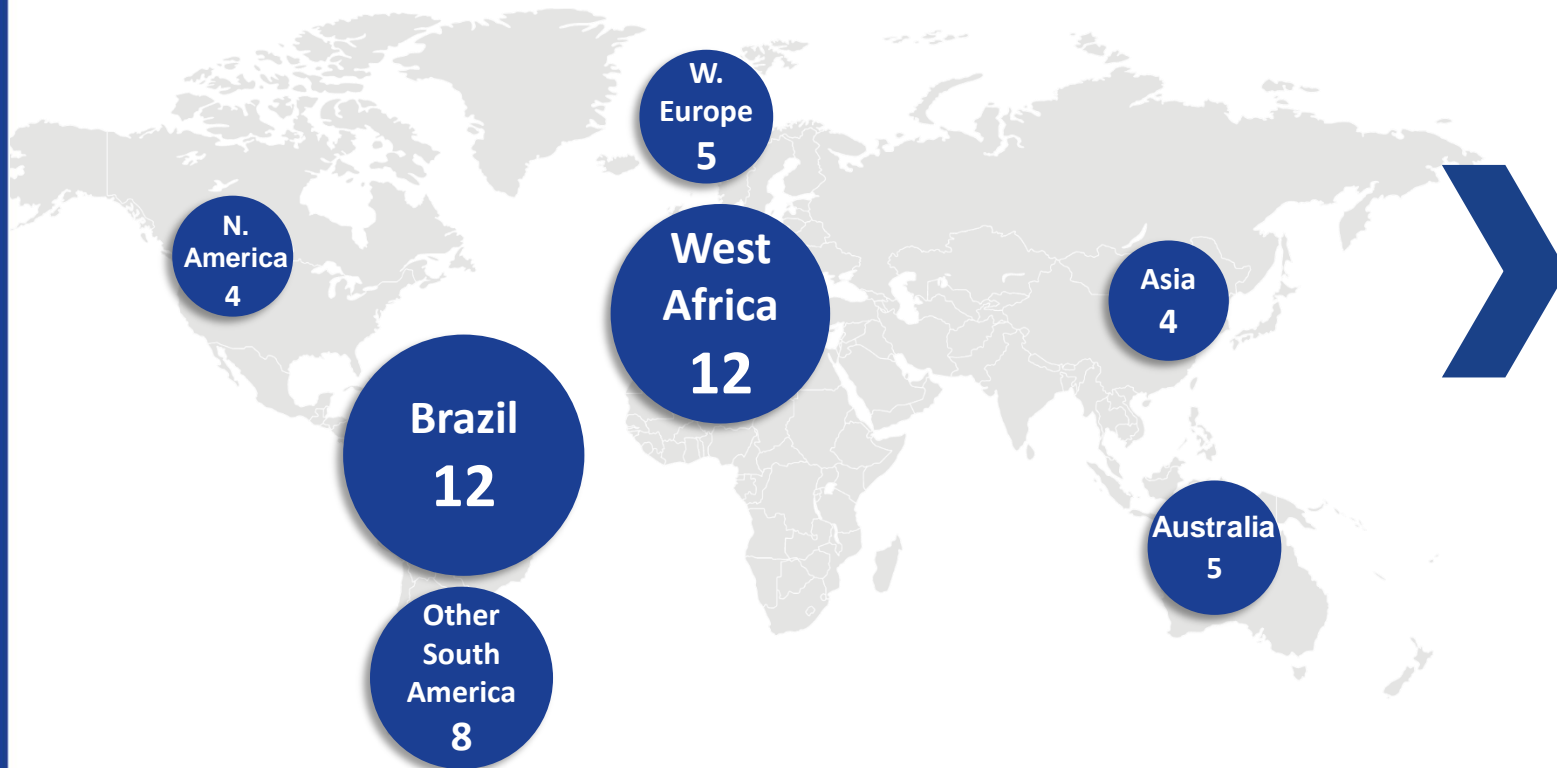 W.
Europe
5
N.
America
4
West
Africa
12
Asia
4
Brazil
12
Australia
5
Other
South
America
8